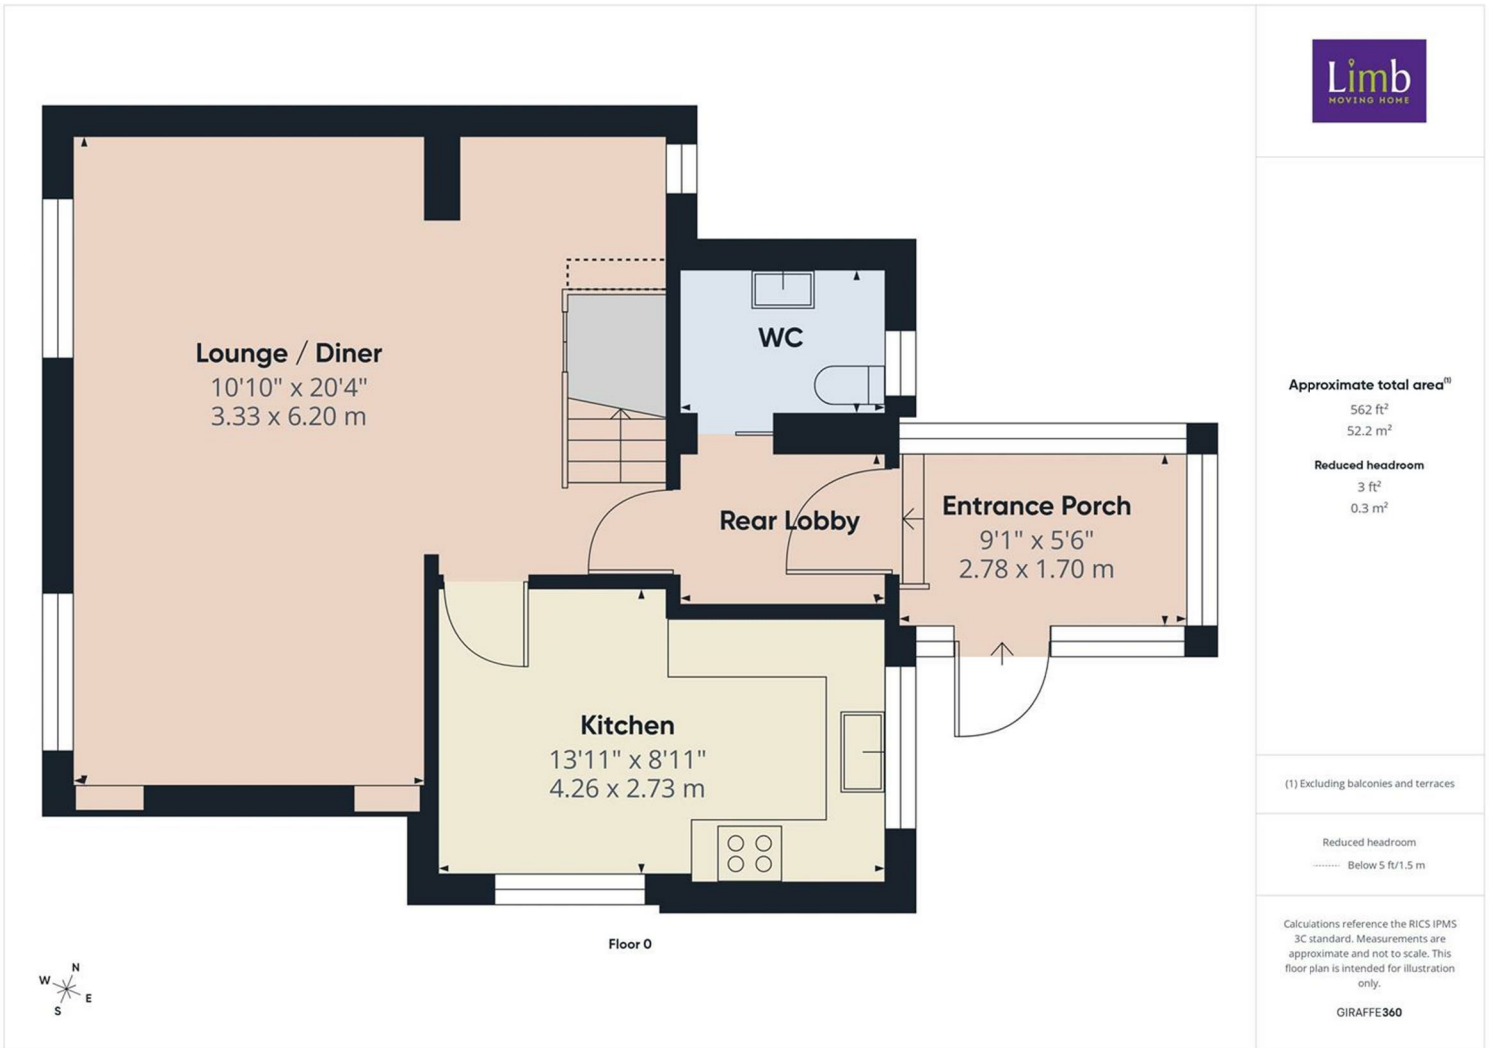 Limb
MOVING HOME
Lounge / Diner
10'10" x 20'4"
3.33 x 6.20 m
WC
Rear Lobby
Entrance Porch
9'1" x 5'6"
2.78 x 1.70 m
Kitchen
13'11" x 8'11"
4.26 x 2.73 m
Floor 0
N
W
E
S
Approximate total area(1)
562 ft²
52.2 m²
Reduced headroom
3 ft²
0.3 m²
(1) Excluding balconies and terraces
Reduced headroom
Below 5 ft/1.5 m
Calculations reference the RICS IPMS
3C standard. Measurements are
approximate and not to scale. This
floor plan is intended for illustration
only.
GIRAFFE360